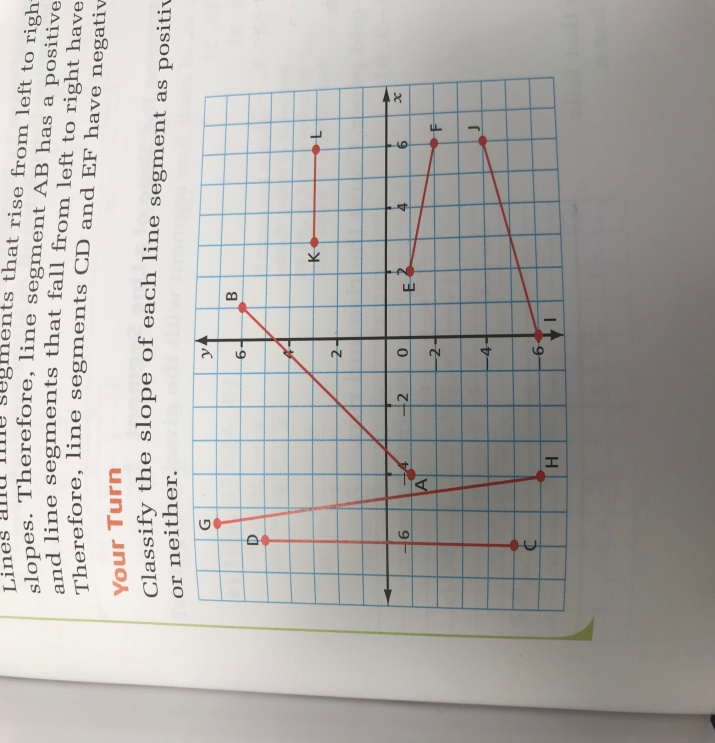 Lines and line segments that rise from left to right
slopes. Therefore, line segment AB has a positive
and line segments that fall from left to right have
Therefore, line segments CD and EF have negativ
Your Turn
Classify the slope of each line segment as positiv
or neither.
y
G
D
B
6
4
K
L
2
–6
–4
–2
0
2
4
6
x
A
E
F
–2
–4
J
C
H
–6
I